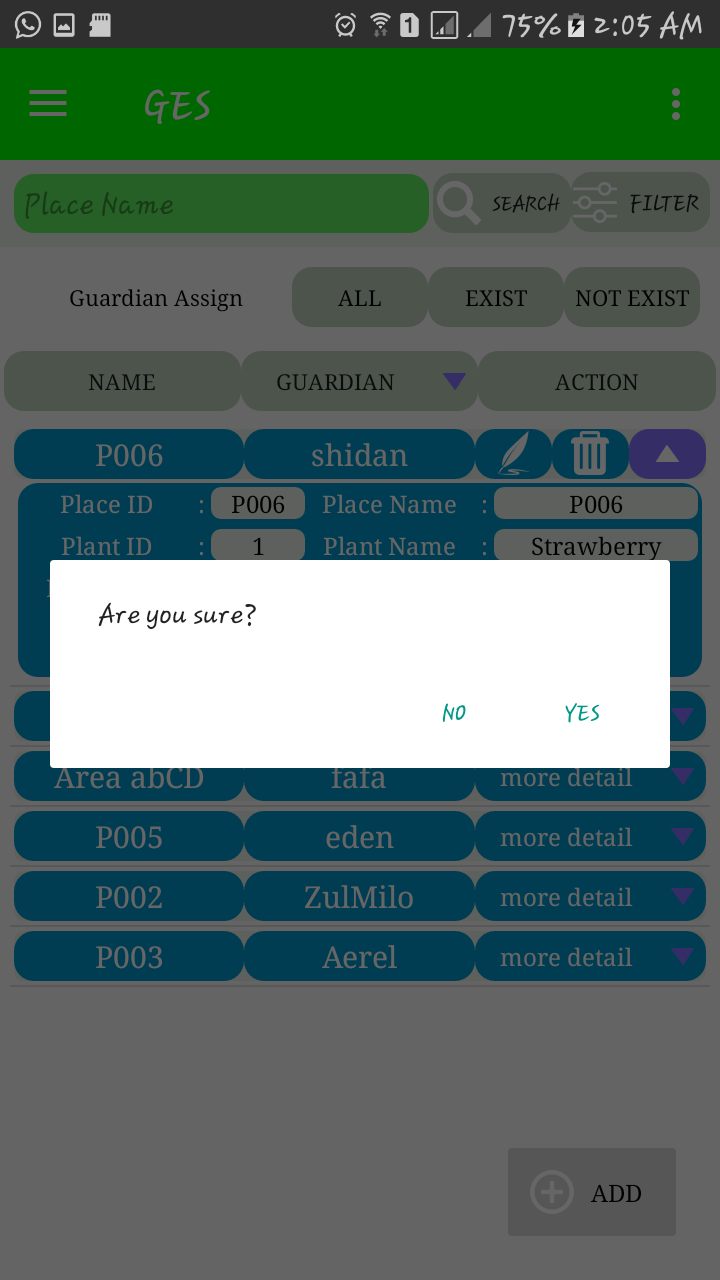 75% 2:05 AM
GES
Place Name SEARCH FILTER
Guardian Assign ALL EXIST NOT EXIST
NAME GUARDIAN ACTION
P006 shidan
Place ID : P006 Place Name : P006
Plant ID : 1 Plant Name : Strawberry
Are you sure?
NO YES
Area abCD fafa more detail
P005 eden more detail
P002 ZulMilo more detail
P003 Aerel more detail
ADD